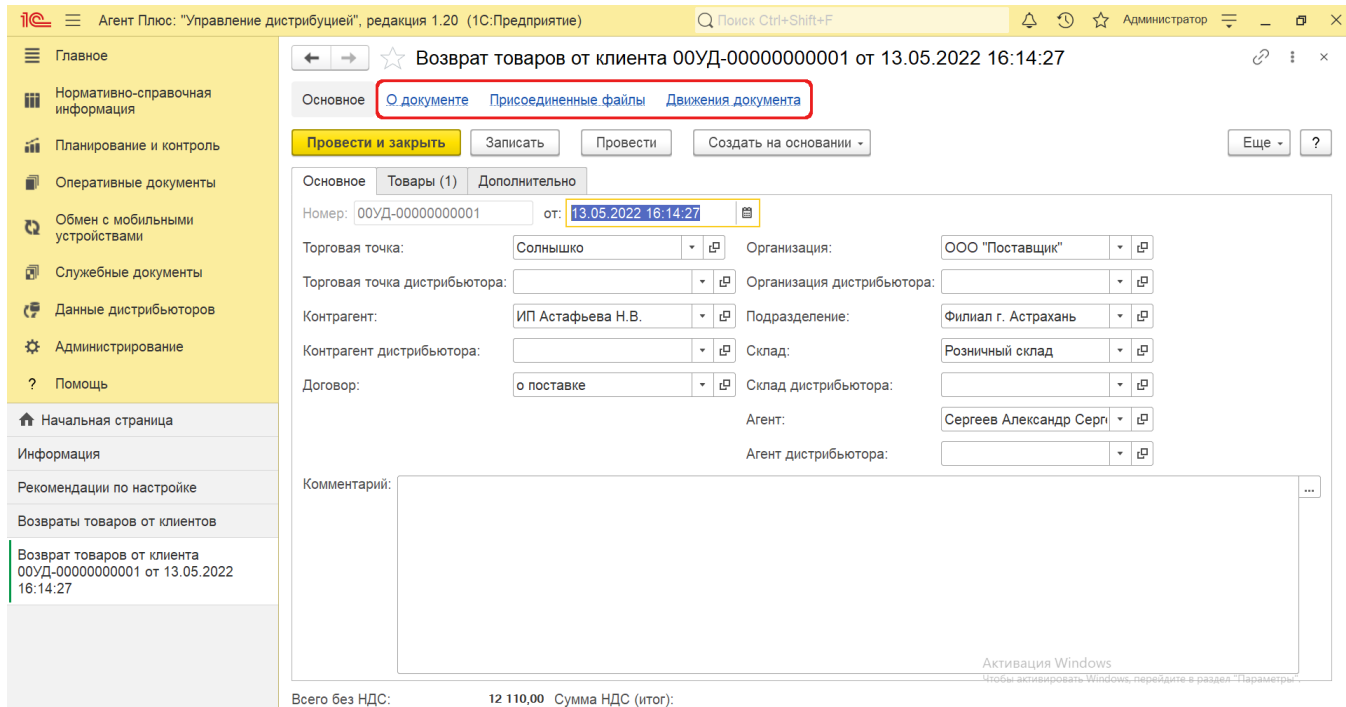 1С Агент Плюс: "Управление дистрибуцией", редакция 1.20 (1С:Предприятие) Поиск Ctrl+Shift+F Администратор
Главное
Нормативно-справочная
информация
Планирование и контроль
Оперативные документы
Обмен с мобильными
устройствами
Служебные документы
Данные дистрибьюторов
Администрирование
? Помощь
Начальная страница
Информация
Рекомендации по настройке
Возвраты товаров от клиентов
Возврат товаров от клиента
00УД-00000000001 от 13.05.2022
16:14:27
Возврат товаров от клиента 00УД-00000000001 от 13.05.2022 16:14:27
Основное О документе Присоединенные файлы Движения документа
Провести и закрыть Записать Провести Создать на основании Еще ?
Основное Товары (1) Дополнительно
Номер: 00УД-00000000001 от: 13.05.2022 16:14:27
Торговая точка: Солнышко Организация: ООО "Поставщик"
Торговая точка дистрибьютора: Организация дистрибьютора:
Контрагент: ИП Астафьева Н.В. Подразделение: Филиал г. Астрахань
Контрагент дистрибьютора: Склад: Розничный склад
Договор: о поставке Склад дистрибьютора:
Агент: Сергеев Александр Серг
Агент дистрибьютора:
Комментарий: ...
Активация Windows
Чтобы активировать Windows, перейдите в раздел "Параметры".
Всего без НДС: 12 110,00 Сумма НДС (итог):